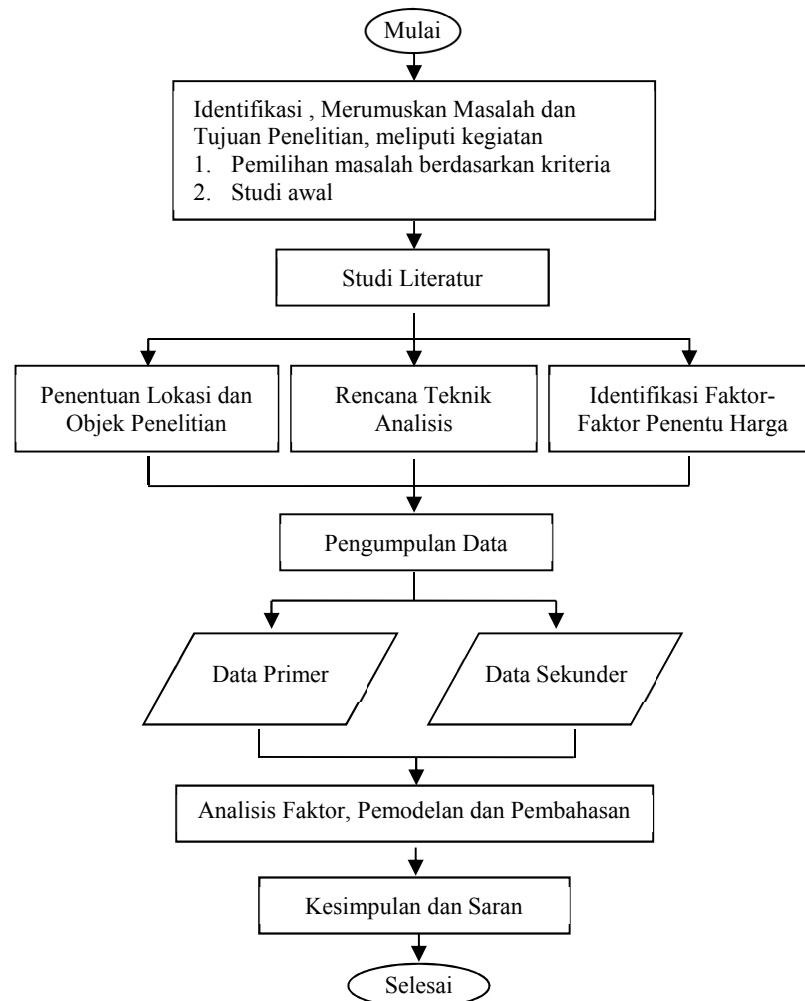 Mulai
Identifikasi , Merumuskan Masalah dan
Tujuan Penelitian, meliputi kegiatan
1. Pemilihan masalah berdasarkan kriteria
2. Studi awal
Studi Literatur
Penentuan Lokasi dan
Objek Penelitian
Rencana Teknik
Analisis
Identifikasi Faktor-
Faktor Penentu Harga
Pengumpulan Data
Data Primer
Data Sekunder
Analisis Faktor, Pemodelan dan Pembahasan
Kesimpulan dan Saran
Selesai